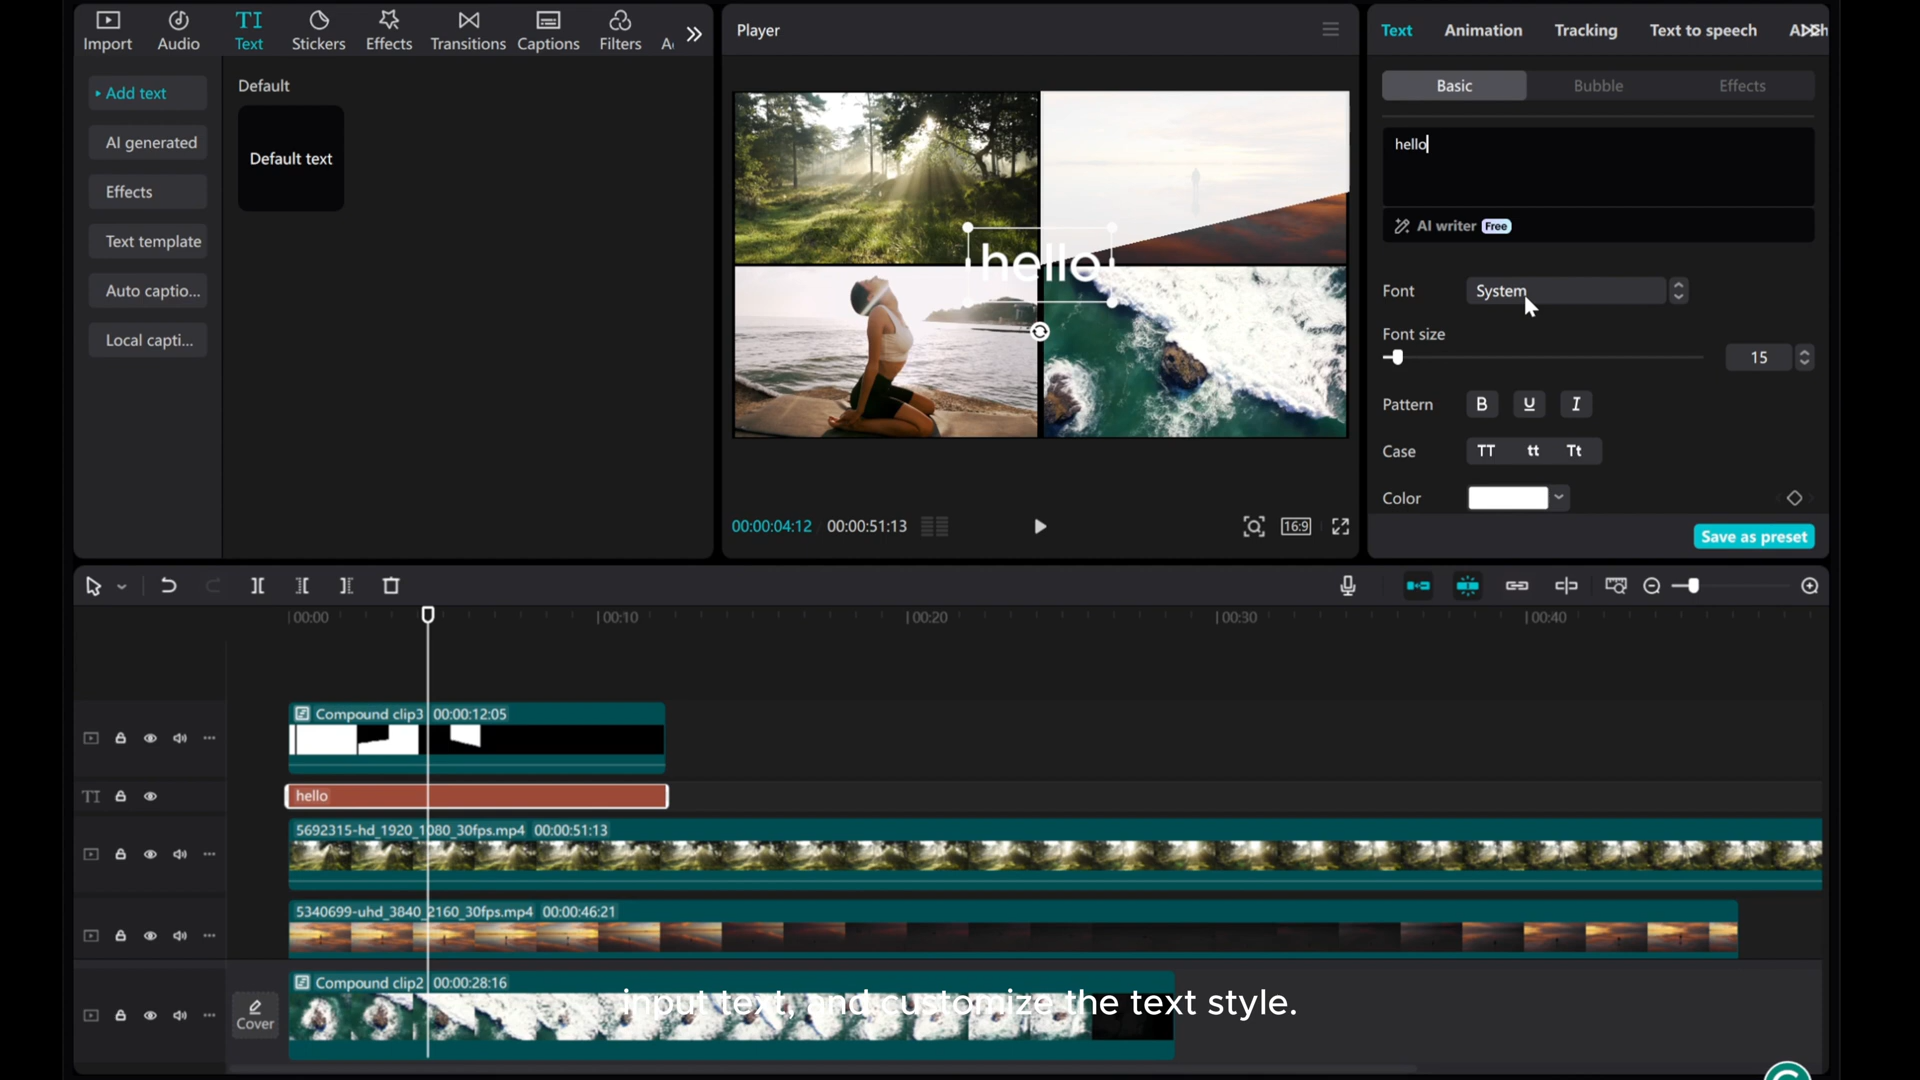 Import
Audio
TI
Text
Stickers
Effects
Transitions
Captions
Filters
Add text
AI generated
Effects
Text template
Auto captio...
Local capti...
Default
Default text
Player
hello
00:00:04:12
00:00:51:13
16:9
Text
Animation
Tracking
Text to speech
Basic
Bubble
Effects
hello
AI writer Free
Font
System
Font size
15
Pattern
B U I
Case
TT tt Tt
Color
Save as preset
00:00
00:10
00:20
00:30
00:40
Compound clip3 00:00:12:05
TI
hello
5692315-hd_1920_1080_30fps.mp4 00:00:51:13
5340699-uhd_3840_2160_30fps.mp4 00:00:46:21
Cover
Compound clip2 00:00:28:16
input text, and customize the text style.